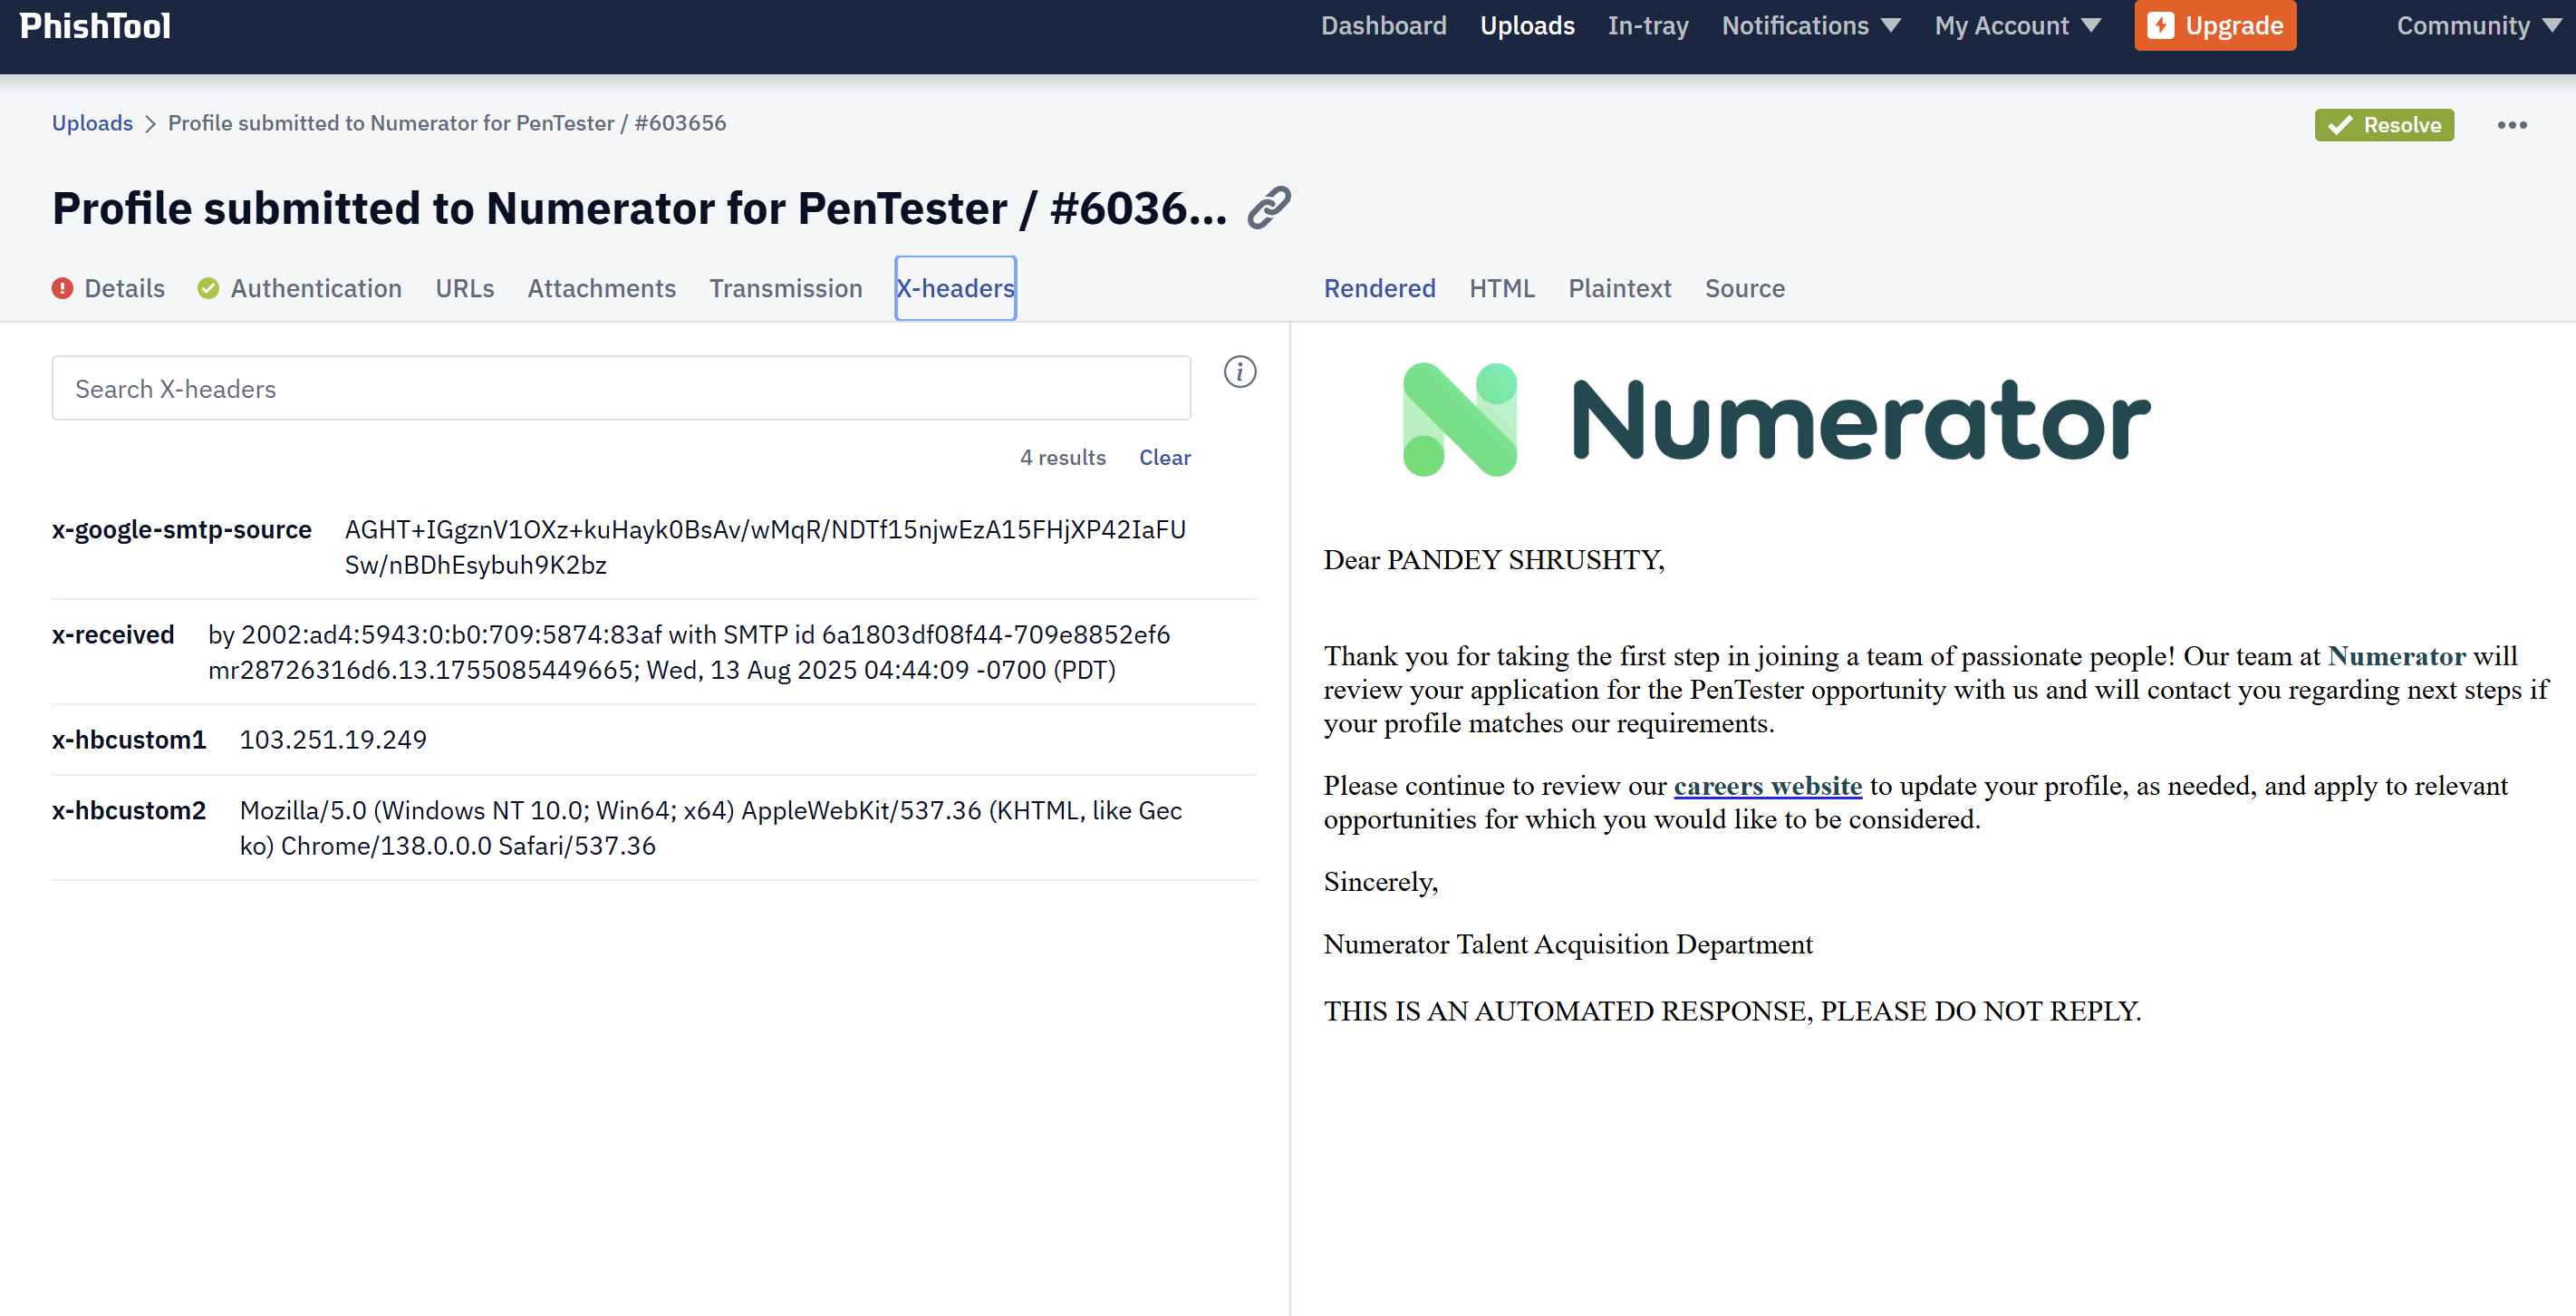 PhishTool
Dashboard Uploads In-tray Notifications My Account Upgrade Community
Uploads > Profile submitted to Numerator for PenTester / #603656
Resolve
Profile submitted to Numerator for PenTester / #6036...
Details Authentication URLs Attachments Transmission X-headers
Rendered HTML Plaintext Source
Search X-headers
4 results Clear
x-google-smtp-source AGHT+IGgznV1OXz+kuHayk0BsAv/wMqR/NDTf15njwEzA15FHjXP42IaFU
Sw/nBDhEsybuh9K2bz
x-received by 2002:ad4:5943:0:b0:709:5874:83af with SMTP id 6a1803df08f44-709e8852ef6
mr28726316d6.13.1755085449665; Wed, 13 Aug 2025 04:44:09 -0700 (PDT)
x-hbcustom1 103.251.19.249
x-hbcustom2 Mozilla/5.0 (Windows NT 10.0; Win64; x64) AppleWebKit/537.36 (KHTML, like Gec
ko) Chrome/138.0.0.0 Safari/537.36
Numerator
Dear PANDEY SHRUSHTY,
Thank you for taking the first step in joining a team of passionate people! Our team at Numerator will
review your application for the PenTester opportunity with us and will contact you regarding next steps if
your profile matches our requirements.
Please continue to review our careers website to update your profile, as needed, and apply to relevant
opportunities for which you would like to be considered.
Sincerely,
Numerator Talent Acquisition Department
THIS IS AN AUTOMATED RESPONSE, PLEASE DO NOT REPLY.